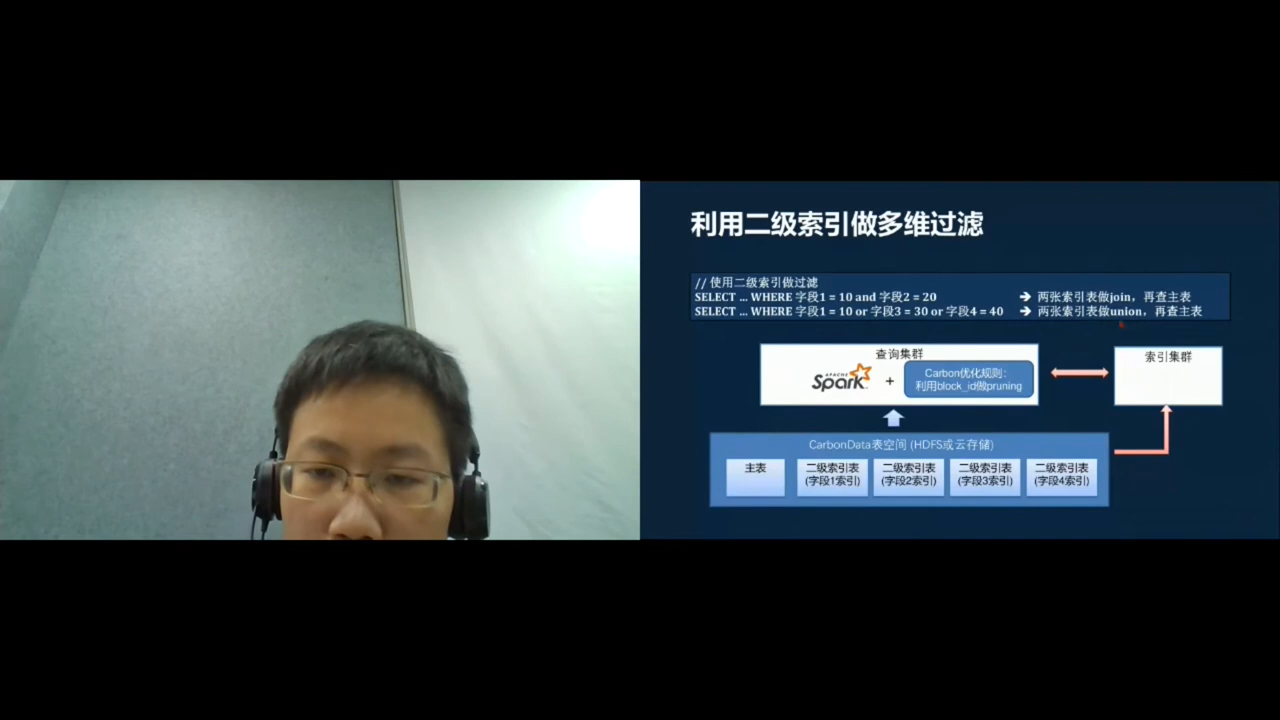 利用二级索引做多维过滤
// 使用二级索引做过滤
SELECT ... WHERE 字段1 = 10 and 字段2 = 20 ➔ 两张索引表做join，再查主表
SELECT ... WHERE 字段1 = 10 or 字段3 = 30 or 字段4 = 40 ➔ 两张索引表做union，再查主表
查询集群
APACHE
Spark
+
Carbon优化规则：
利用block_id做pruning
索引集群
CarbonData表空间 (HDFS或云存储)
主表
二级索引表
(字段1索引)
二级索引表
(字段2索引)
二级索引表
(字段3索引)
二级索引表
(字段4索引)